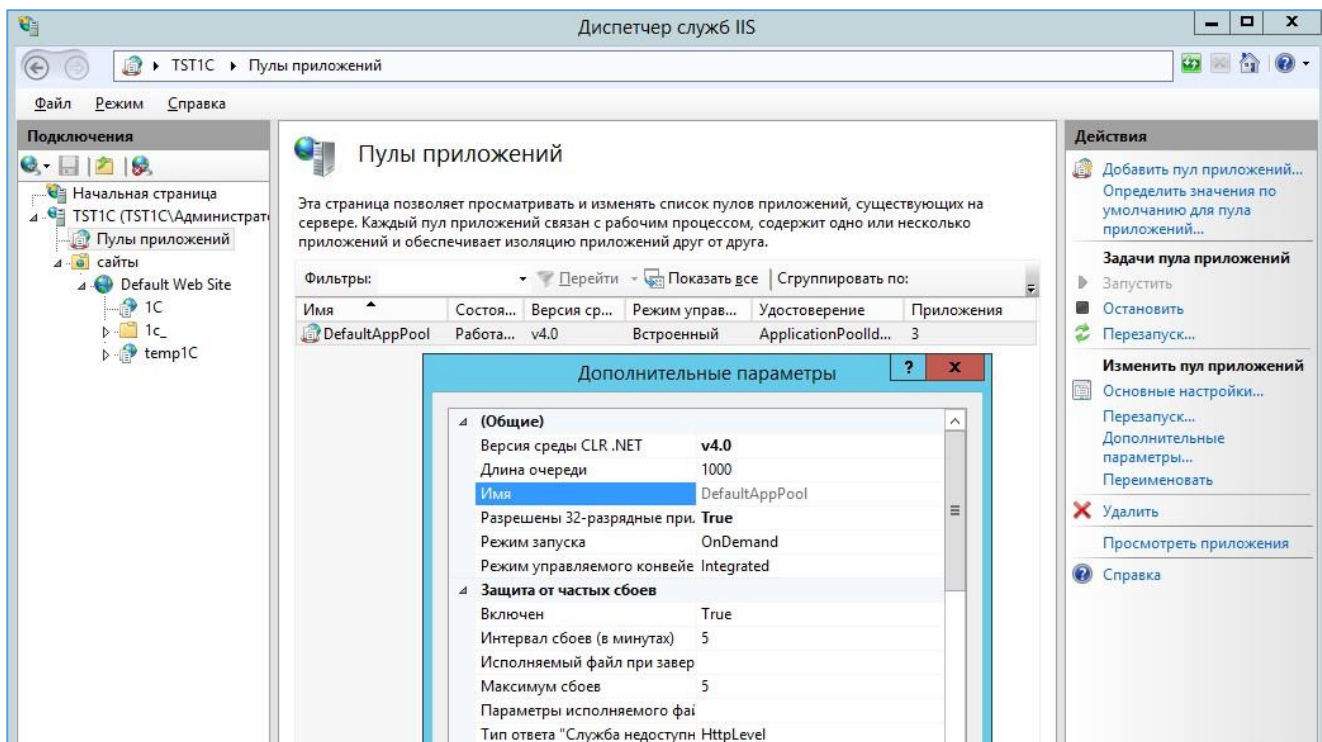 Диспетчер служб IIS
TST1C ▸ Пулы приложений
Файл Режим Справка
Подключения
Начальная страница
TST1C (TST1C\Администрато
Пулы приложений
сайты
Default Web Site
1C
1c_
temp1C
Пулы приложений
Эта страница позволяет просматривать и изменять список пулов приложений, существующих на
сервере. Каждый пул приложений связан с рабочим процессом, содержит одно или несколько
приложений и обеспечивает изоляцию приложений друг от друга.
Фильтры: Перейти Показать все Сгруппировать по:
Имя Состоя... Версия ср... Режим управ... Удостоверение Приложения
DefaultAppPool Работа... v4.0 Встроенный ApplicationPoolId... 3
Дополнительные параметры ? x
(Общие)
Версия среды CLR .NET v4.0
Длина очереди 1000
Имя DefaultAppPool
Разрешены 32-разрядные при. True
Режим запуска OnDemand
Режим управляемого конвейе Integrated
Защита от частых сбоев
Включен True
Интервал сбоев (в минутах) 5
Исполняемый файл при завер
Максимум сбоев 5
Параметры исполняемого фай
Тип ответа "Служба недоступн HttpLevel
Действия
Добавить пул приложений...
Определить значения по
умолчанию для пула
приложений...
Задачи пула приложений
Запустить
Остановить
Перезапуск...
Изменить пул приложений
Основные настройки...
Перезапуск...
Дополнительные
параметры...
Переименовать
Удалить
Просмотреть приложения
Справка